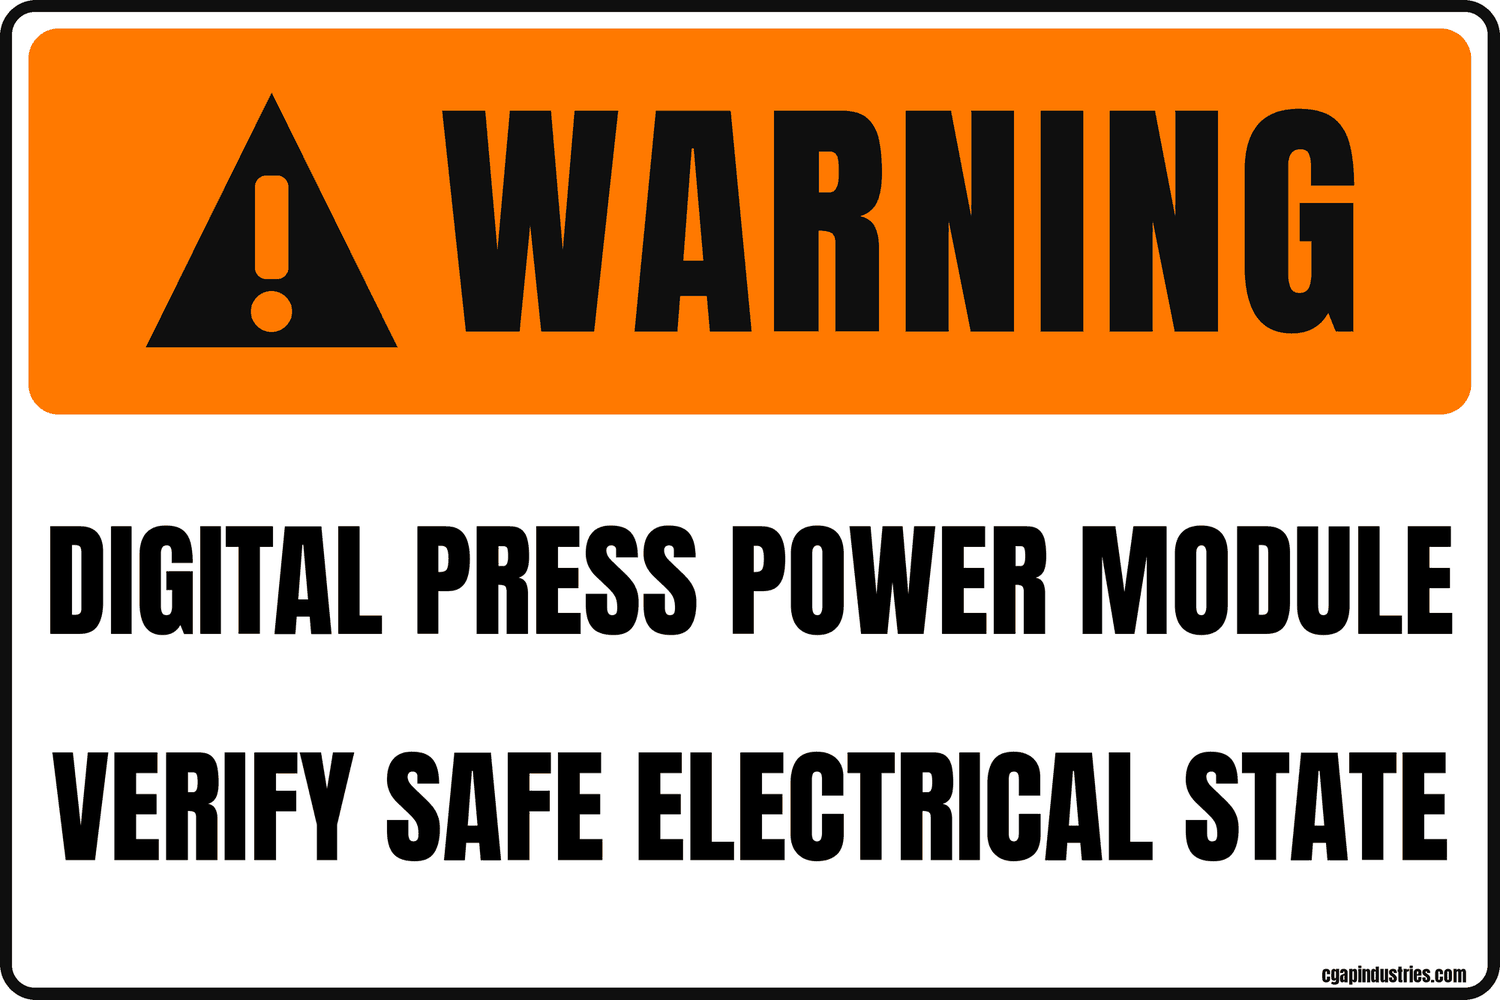 WARNING
DIGITAL PRESS POWER MODULE
VERIFY SAFE ELECTRICAL STATE
cgapindustries.com